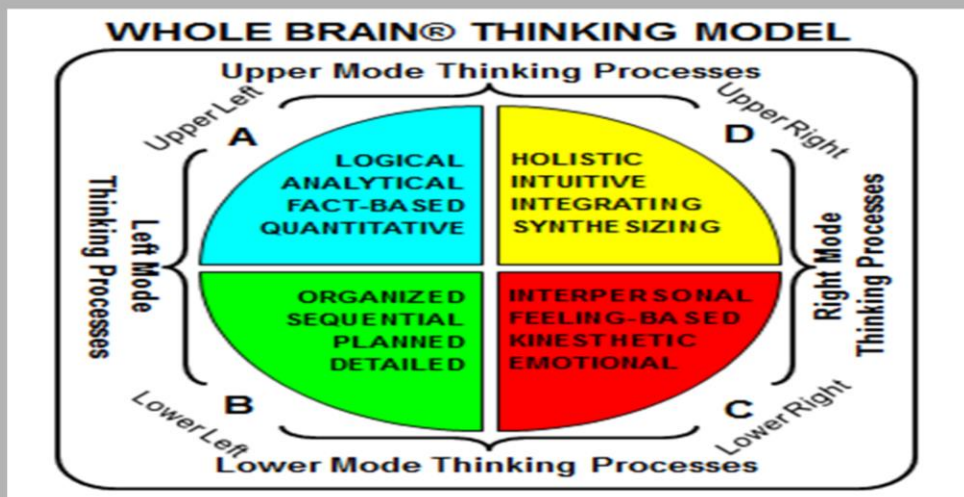 WHOLE BRAIN® THINKING MODEL
Upper Mode Thinking Processes
Upper Left
Upper Right
A
D
LOGICAL
ANALYTICAL
FACT-BASED
QUANTITATIVE
HOLISTIC
INTUITIVE
INTEGRATING
SYNTHESIZING
Left Mode
Thinking Processes
Right Mode
Thinking Processes
ORGANIZED
SEQUENTIAL
PLANNED
DETAILED
INTERPERSONAL
FEELING-BASED
KINESTHETIC
EMOTIONAL
B
C
Lower Left
Lower Right
Lower Mode Thinking Processes